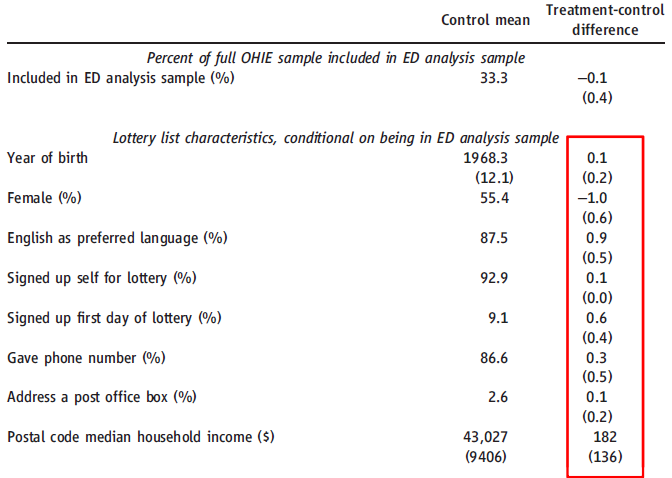 Control mean Treatment-control difference
Percent of full OHIE sample included in ED analysis sample
Included in ED analysis sample (%) 33.3 −0.1
(0.4)
Lottery list characteristics, conditional on being in ED analysis sample
Year of birth 1968.3 0.1
(12.1) (0.2)
Female (%) 55.4 −1.0
(0.6)
English as preferred language (%) 87.5 0.9
(0.5)
Signed up self for lottery (%) 92.9 0.1
(0.0)
Signed up first day of lottery (%) 9.1 0.6
(0.4)
Gave phone number (%) 86.6 0.3
(0.5)
Address a post office box (%) 2.6 0.1
(0.2)
Postal code median household income ($) 43,027 182
(9406) (136)